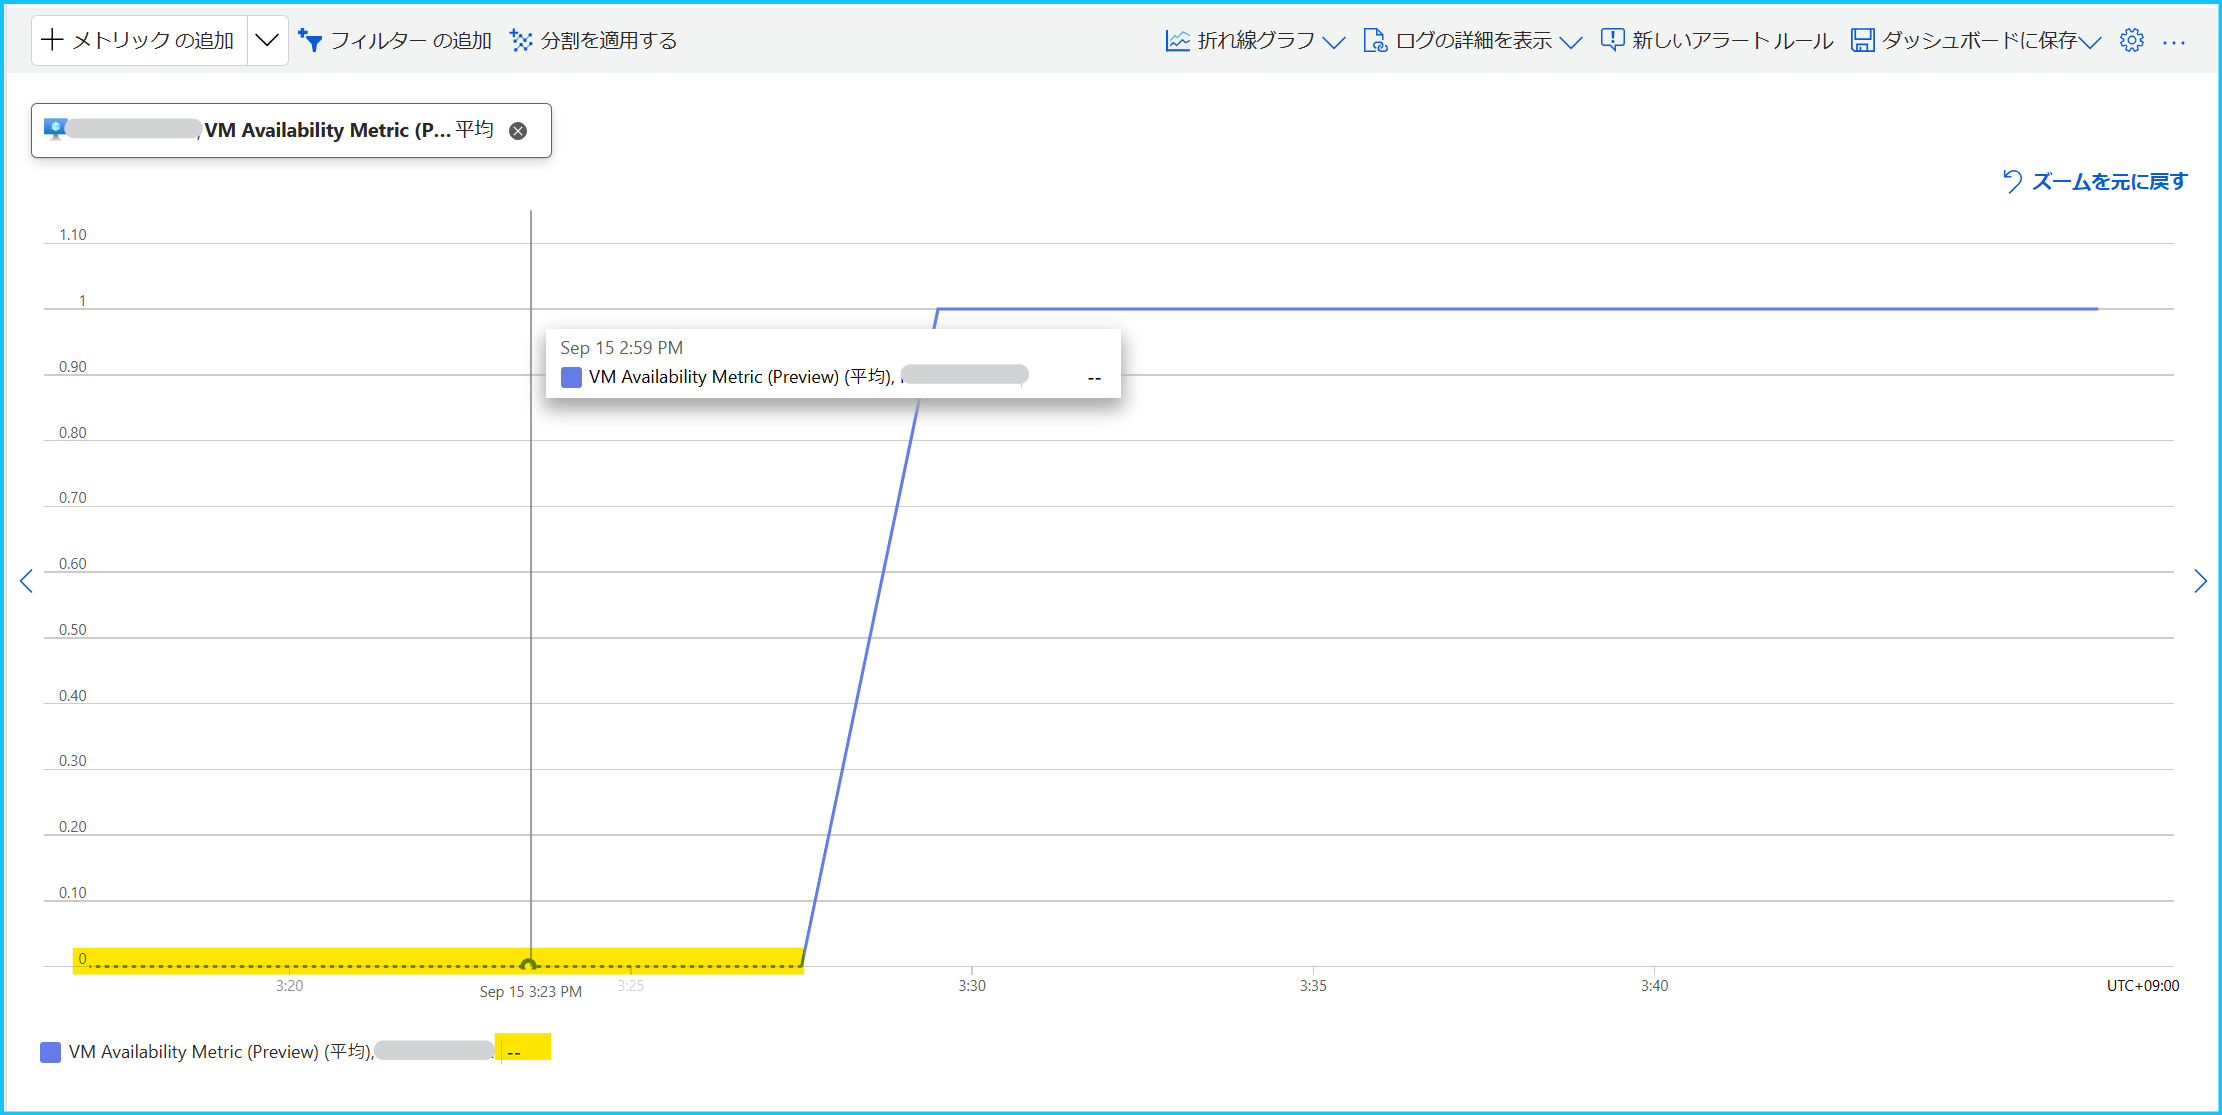 メトリック の追加
フィルター の追加
分割を適用する
折れ線グラフ
ログの詳細を表示
新しいアラート ルール
ダッシュボードに保存
VM Availability Metric (P... 平均
ズームを元に戻す
1.10
1
0.90
0.80
0.70
0.60
0.50
0.40
0.30
0.20
0.10
0
Sep 15 2:59 PM
VM Availability Metric (Preview) (平均), --
3:20
Sep 15 3:23 PM
3:25
3:30
3:35
3:40
UTC+09:00
VM Availability Metric (Preview) (平均), --